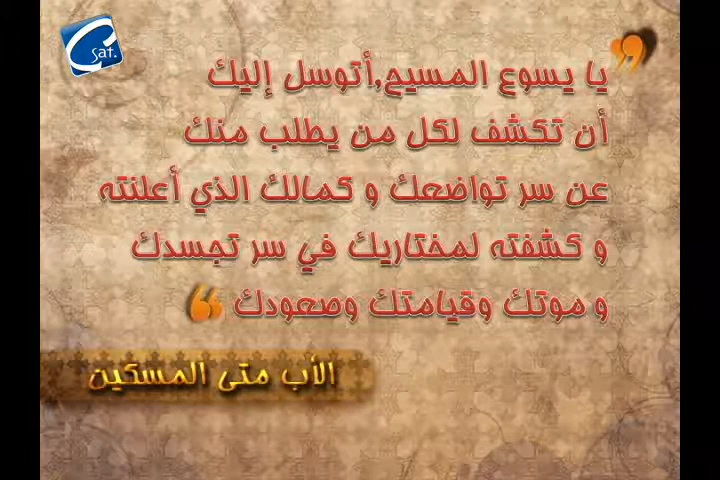 C
sat.
يا يسوع المسيح,أتوسل إليك
أن تكشف لكل من يطلب منك
عن سر تواضعك و كمالك الذي أعلنته
و كشفته لمختاريك في سر تجسدك
و موتك وقيامتك وصعودك
الأب متى المسكين